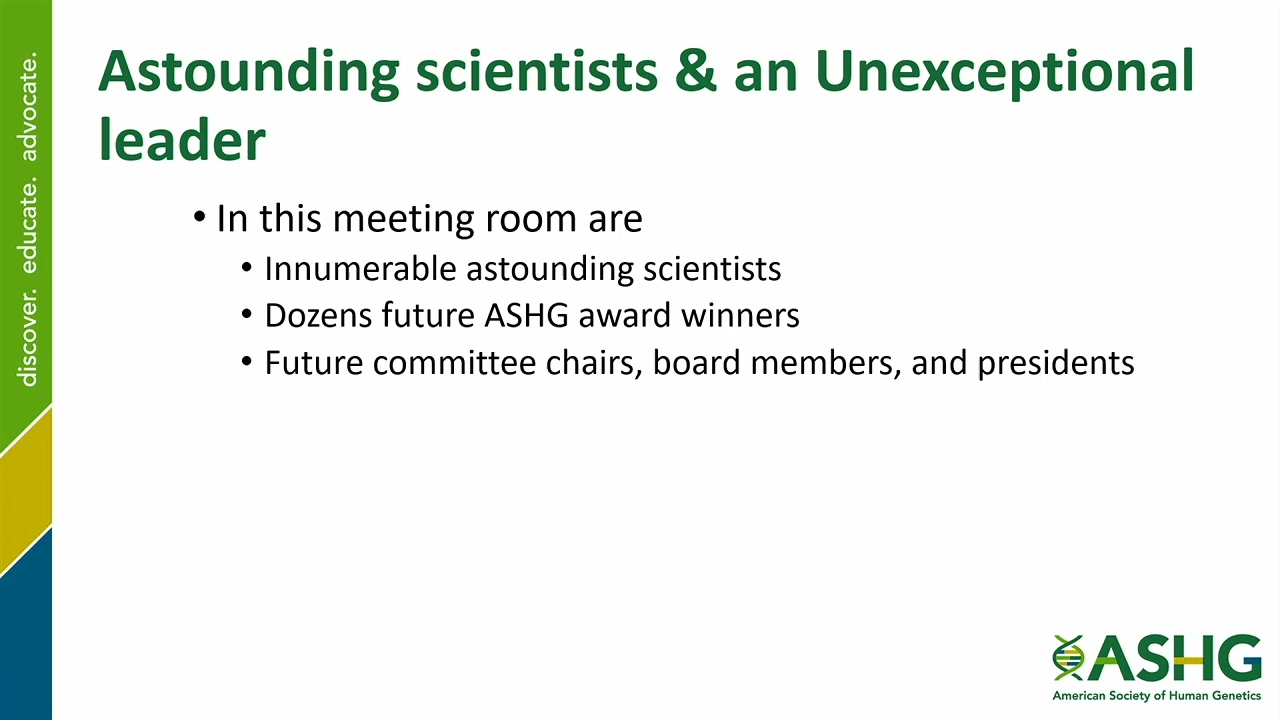 discover. educate. advocate.
Astounding scientists & an Unexceptional
leader
• In this meeting room are
• Innumerable astounding scientists
• Dozens future ASHG award winners
• Future committee chairs, board members, and presidents
ASHG
American Society of Human Genetics